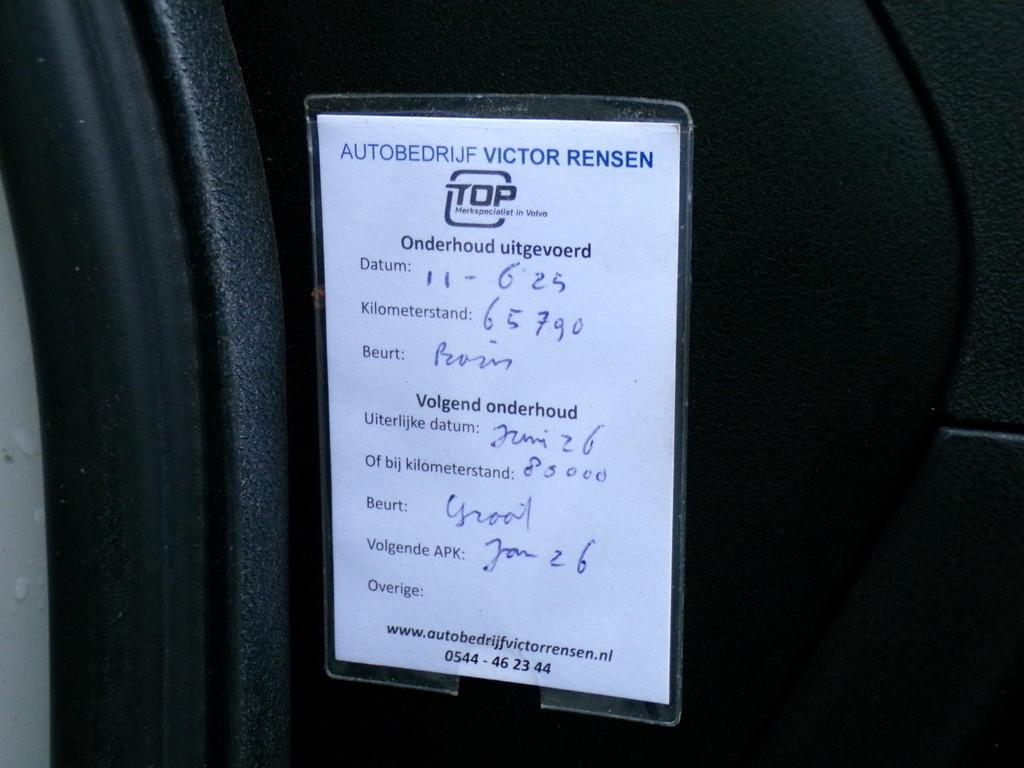 AUTOBEDRIJF VICTOR RENSEN
TOP
Merkspecialist in Volvo
Onderhoud uitgevoerd
Datum: 11 - 6 25
Kilometerstand: 65790
Beurt:
Volgend onderhoud
Uiterlijke datum: Juni 26
Of bij kilometerstand: 80000
Beurt: Groot
Volgende APK: Jan 26
Overige:
www.autobedrijfvictorrensen.nl
0544 - 46 23 44